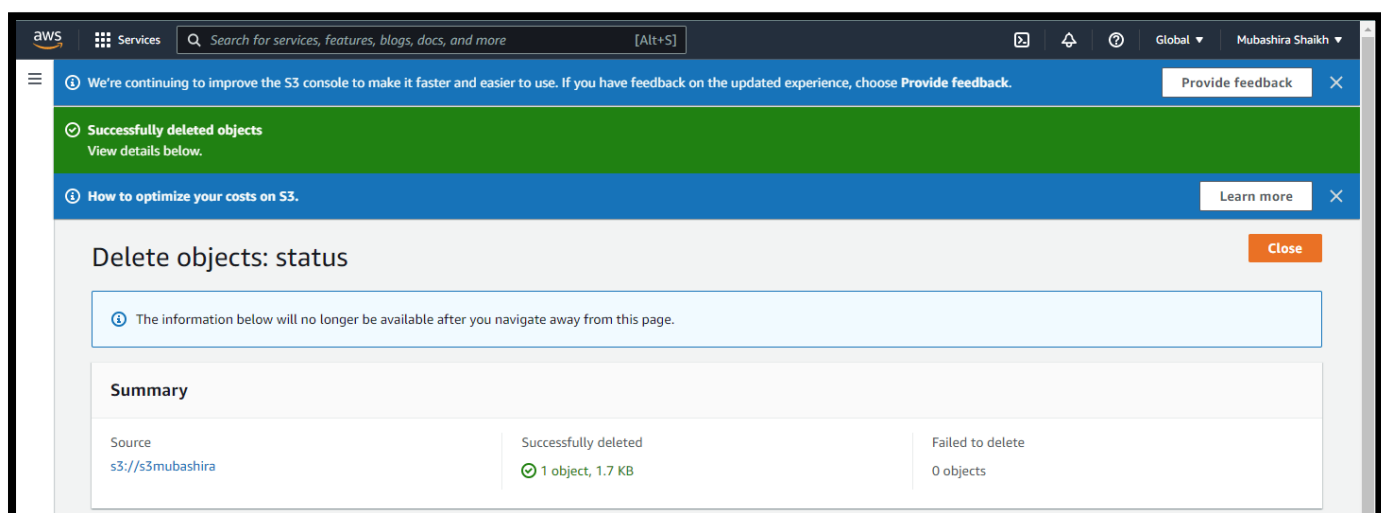 aws
Services
Search for services, features, blogs, docs, and more
[Alt+S]
Global
Mubashira Shaikh
We're continuing to improve the S3 console to make it faster and easier to use. If you have feedback on the updated experience, choose Provide feedback.
Provide feedback
Successfully deleted objects
View details below.
How to optimize your costs on S3.
Learn more
Delete objects: status
Close
The information below will no longer be available after you navigate away from this page.
Summary
Source
s3://s3mubashira
Successfully deleted
1 object, 1.7 KB
Failed to delete
0 objects